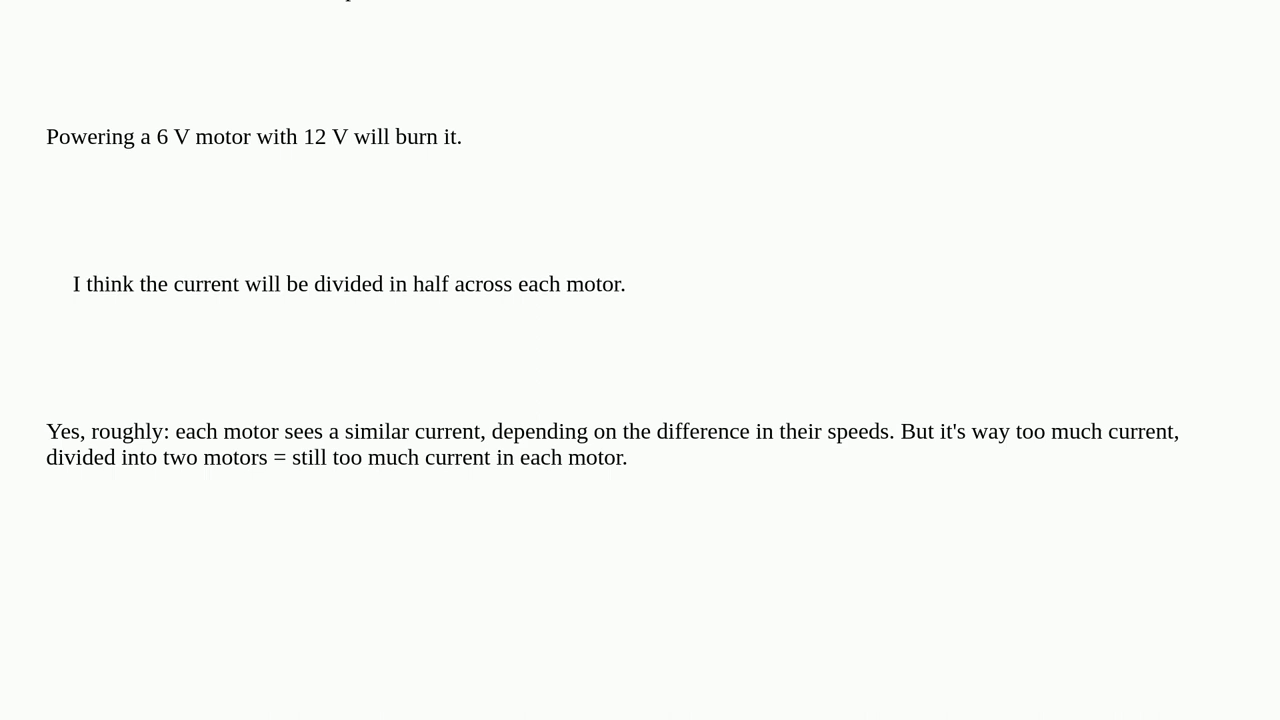 Powering a 6 V motor with 12 V will burn it.
I think the current will be divided in half across each motor.
Yes, roughly: each motor sees a similar current, depending on the difference in their speeds. But it's way too much current,
divided into two motors = still too much current in each motor.